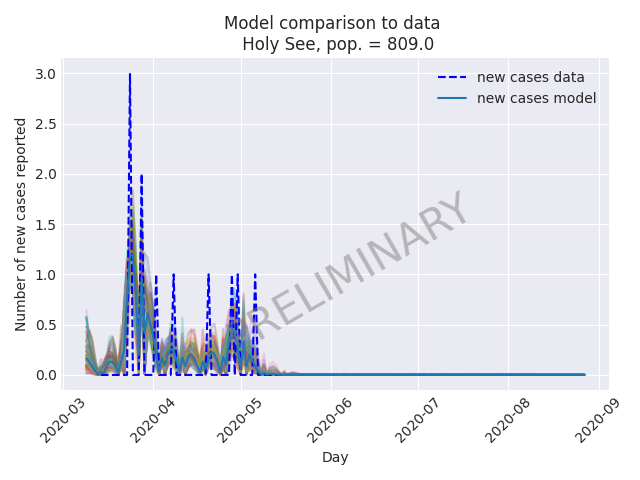 Model comparison to data
Holy See, pop. = 809.0
new cases data
new cases model
3.0
2.5
2.0
1.5
1.0
0.5
0.0
Number of new cases reported
PRELIMINARY
2020-03
2020-04
2020-05
2020-06
2020-07
2020-08
2020-09
Day